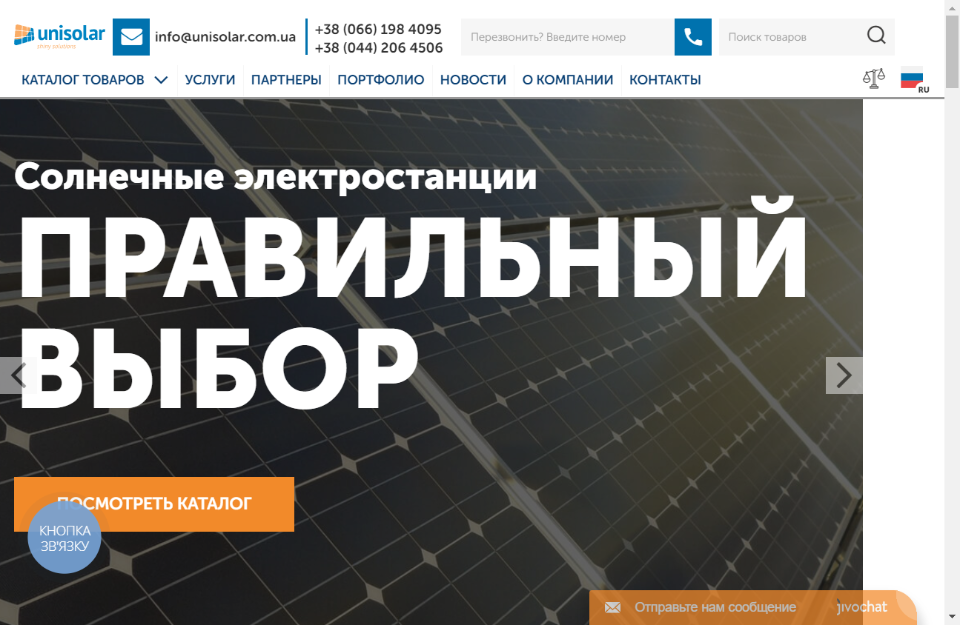 unisolar
info@unisolar.com.ua
+38 (066) 198 4095
+38 (044) 206 4506
Перезвонить? Введите номер
Поиск товаров
КАТАЛОГ ТОВАРОВ
УСЛУГИ
ПАРТНЕРЫ
ПОРТФОЛИО
НОВОСТИ
О КОМПАНИИ
КОНТАКТЫ
RU
Солнечные электростанции
ПРАВИЛЬНЫЙ
ВЫБОР
ПОСМОТРЕТЬ КАТАЛОГ
КНОПКА
ЗВ'ЯЗКУ
Отправьте нам сообщение
jivochat